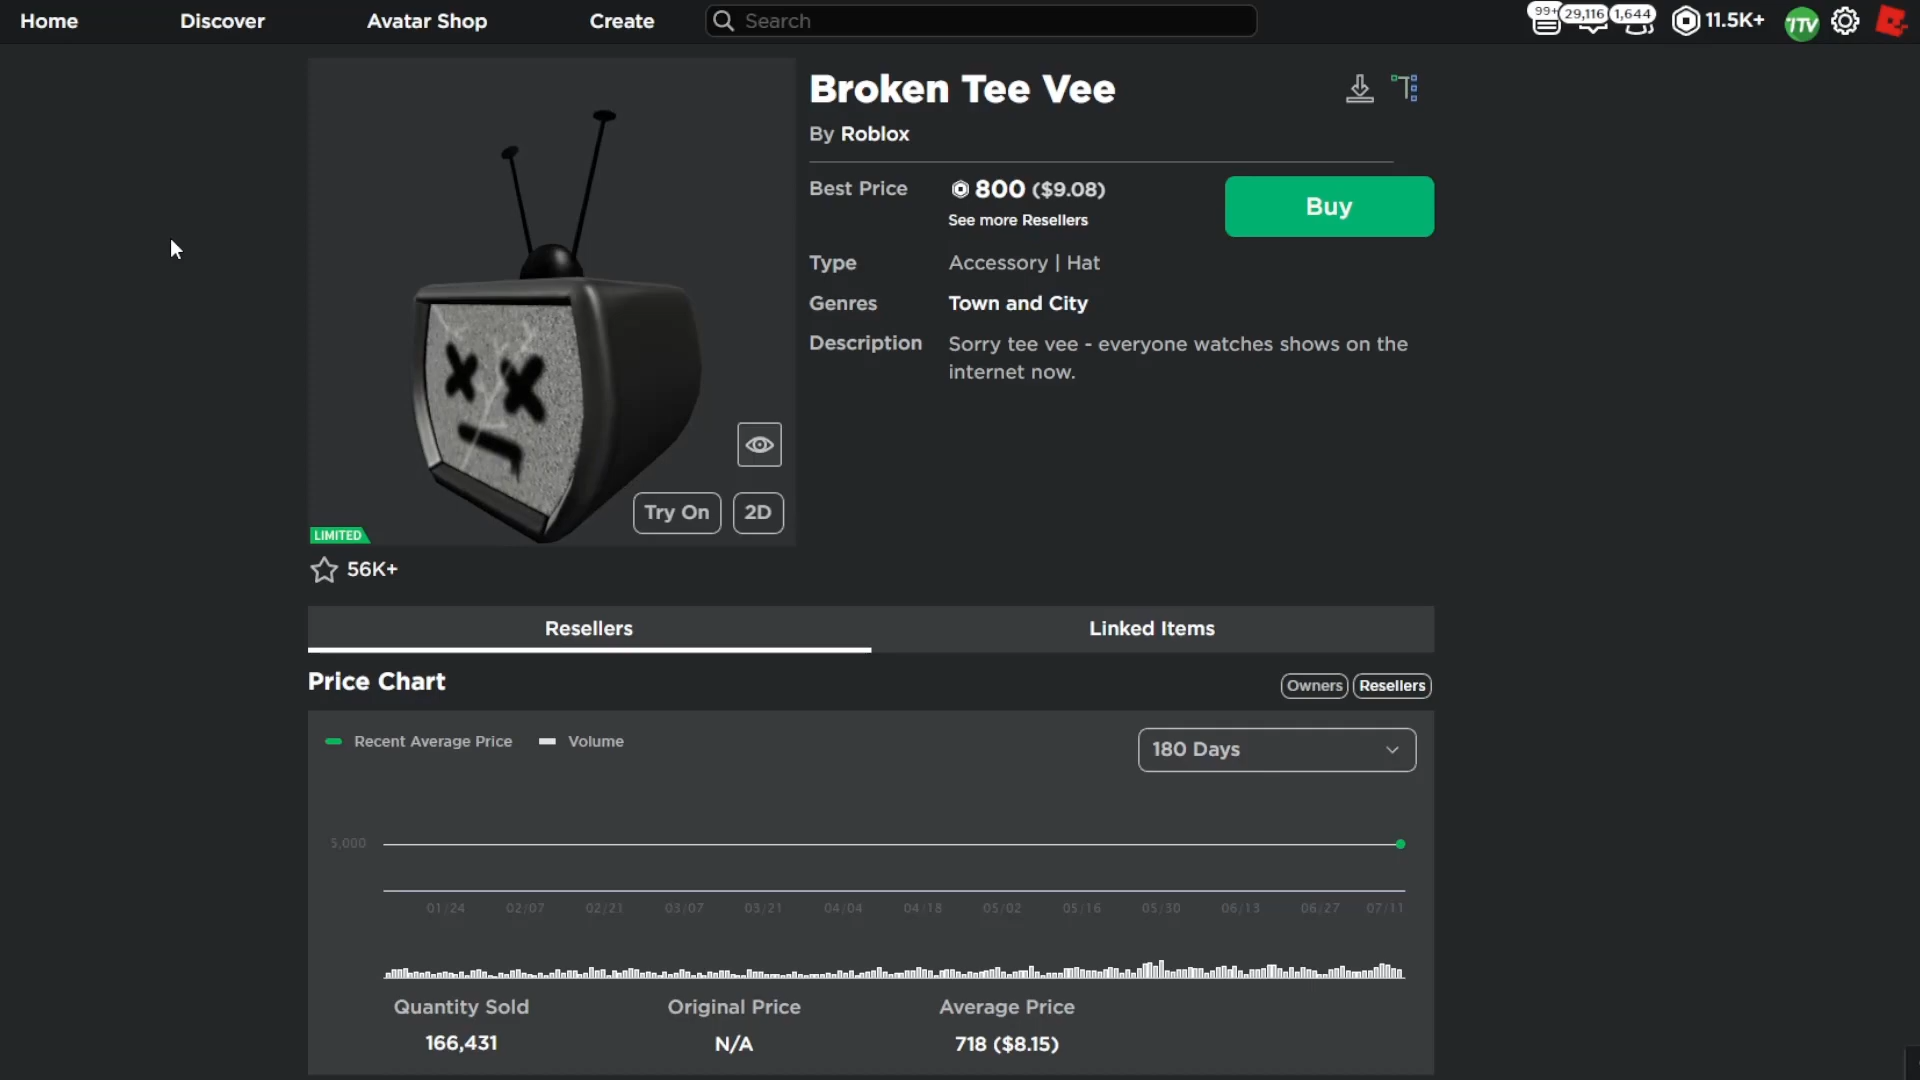 Home
Discover
Avatar Shop
Create
Search
99+
29,116
1,644
11.5K+
Broken Tee Vee
By Roblox
Best Price
800 ($9.08)
See more Resellers
Buy
Type
Accessory | Hat
Genres
Town and City
Description
Sorry tee vee - everyone watches shows on the
internet now.
Try On
2D
LIMITED
56K+
Resellers
Linked Items
Price Chart
Owners
Resellers
Recent Average Price
Volume
180 Days
5,000
01/24
02/07
02/21
03/07
03/21
04/04
04/18
05/02
05/16
05/30
06/13
06/27
07/11
Quantity Sold
Original Price
Average Price
166,431
N/A
718 ($8.15)